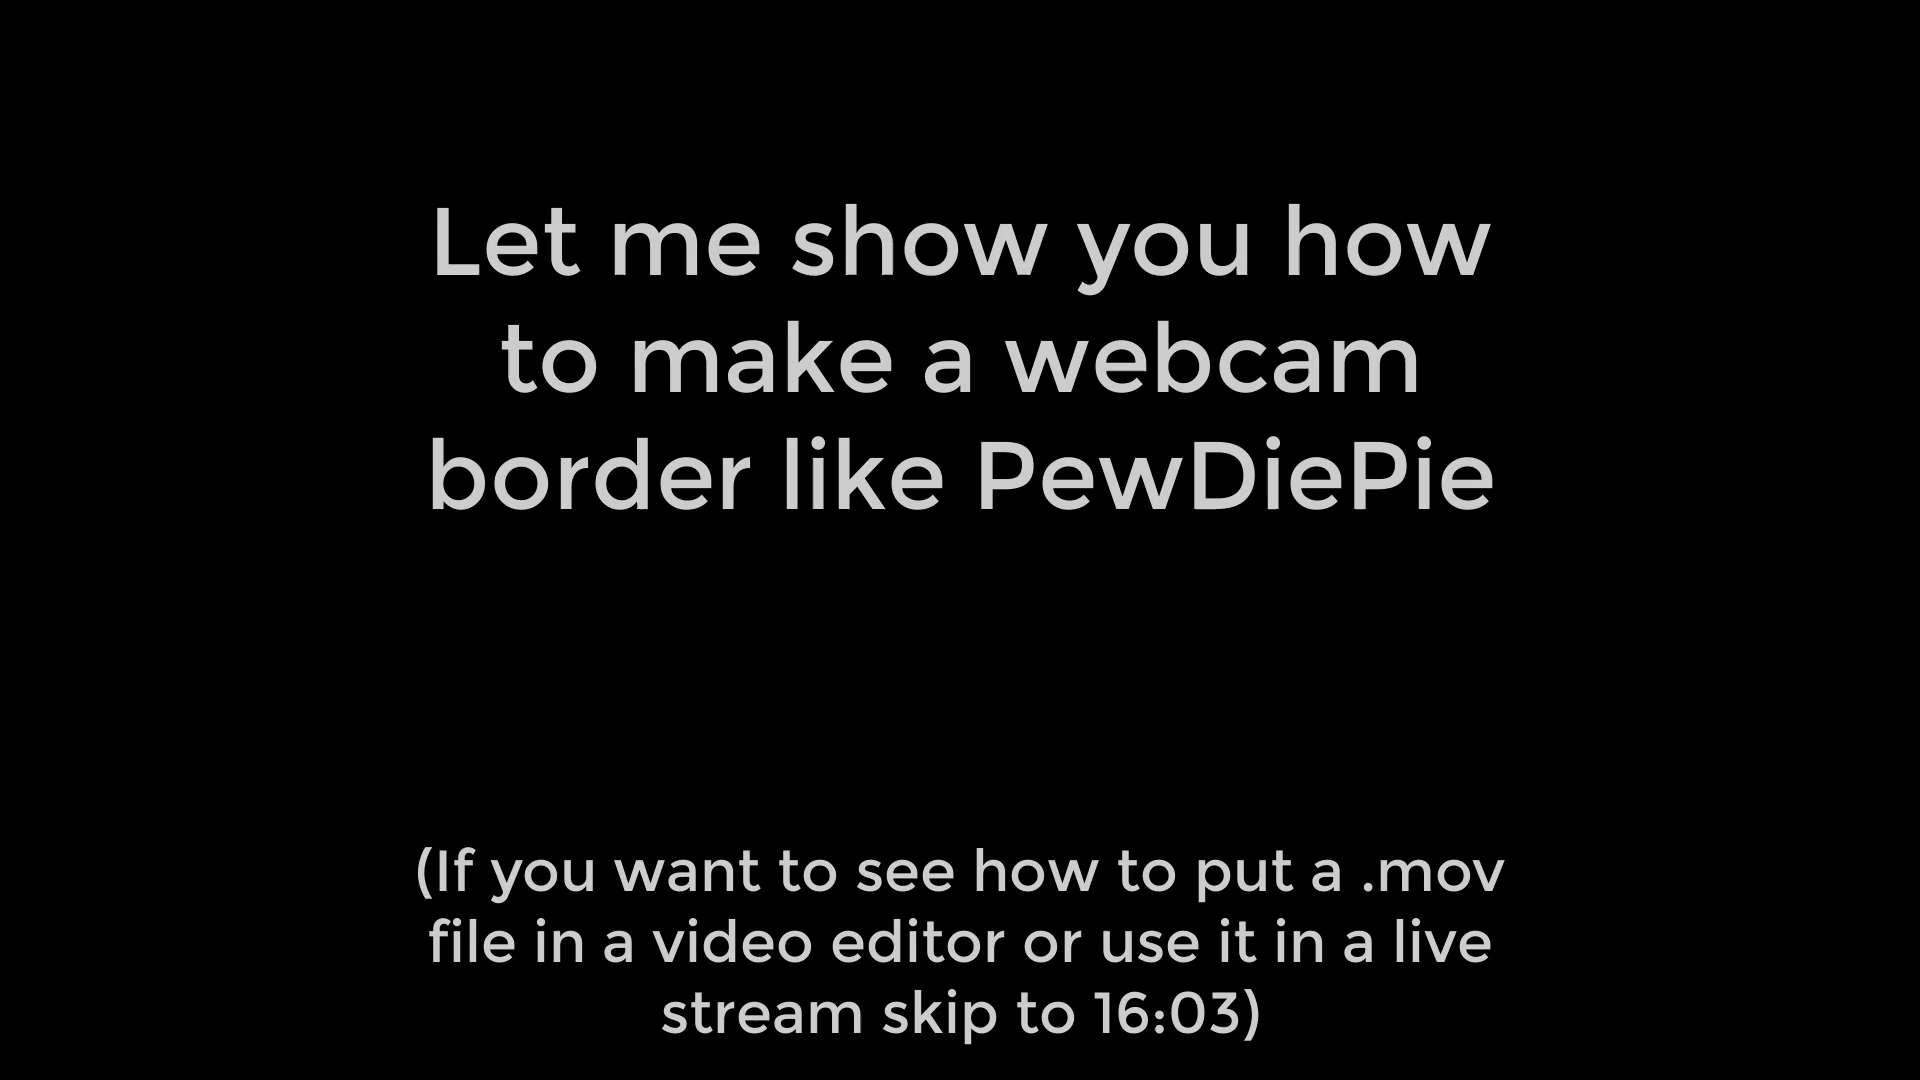 Let me show you how
to make a webcam
border like PewDiePie
(If you want to see how to put a .mov
file in a video editor or use it in a live
stream skip to 16:03)